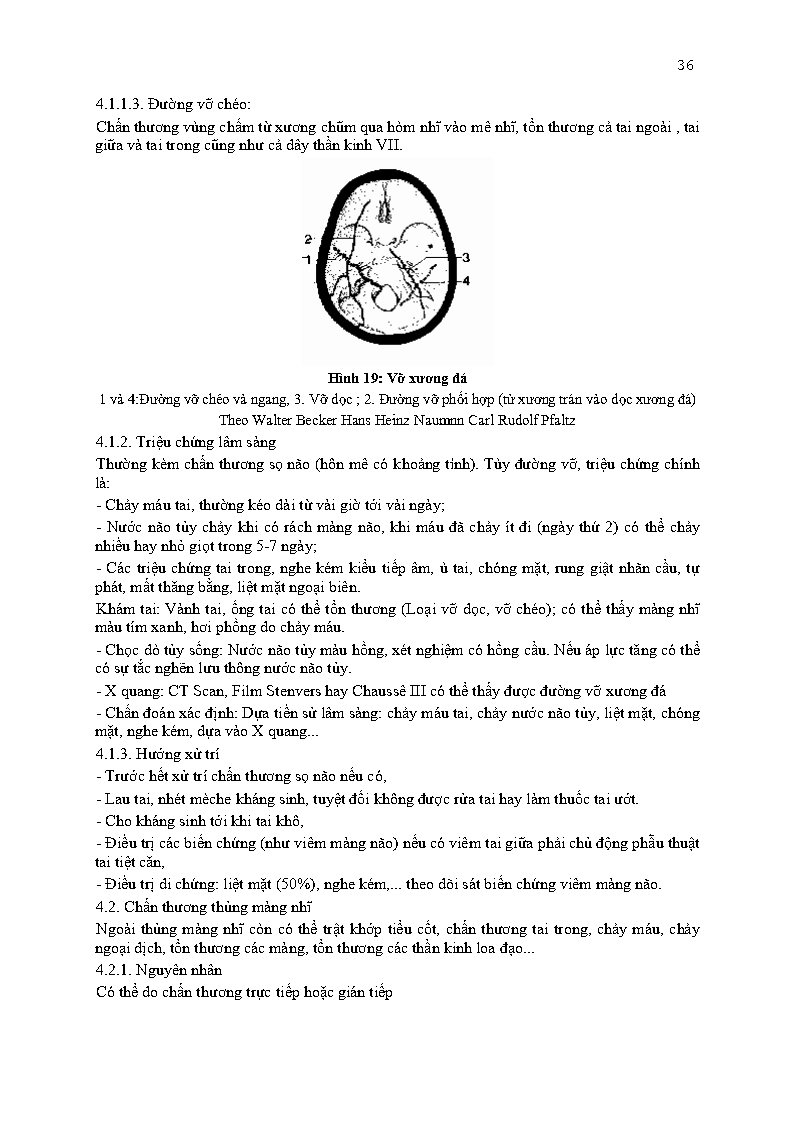 36
4.1.1.3. Đường vỡ chéo:
Chấn thương vùng chẩm từ xương chũm qua hòm nhĩ vào mê nhĩ, tổn thương cả tai ngoài , tai
giữa và tai trong cũng như cả dây thần kinh VII.
2
1
3
4
Hình 19: Vỡ xương đá
1 và 4:Đường vỡ chéo và ngang, 3. Vỡ dọc ; 2. Đường vỡ phối hợp (từ xương trán vào dọc xương đá)
Theo Walter Becker Hans Heinz Naumnn Carl Rudolf Pfaltz
4.1.2. Triệu chứng lâm sàng
Thường kèm chấn thương sọ não (hôn mê có khoảng tỉnh). Tùy đường vỡ, triệu chứng chính
là:
- Chảy máu tai, thường kéo dài từ vài giờ tới vài ngày;
- Nước não tủy chảy khi có rách màng não, khi máu đã chảy ít đi (ngày thứ 2) có thể chảy
nhiều hay nhỏ giọt trong 5-7 ngày;
- Các triệu chứng tai trong, nghe kém kiểu tiếp âm, ù tai, chóng mặt, rung giật nhãn cầu, tự
phát, mất thăng bằng, liệt mặt ngoại biên.
Khám tai: Vành tai, ống tai có thể tổn thương (Loại vỡ dọc, vỡ chéo); có thể thấy màng nhĩ
màu tím xanh, hơi phồng do chảy máu.
- Chọc dò tủy sống: Nước não tủy màu hồng, xét nghiệm có hồng cầu. Nếu áp lực tăng có thể
có sự tắc nghẽn lưu thông nước não tủy.
- X quang: CT Scan, Film Stenvers hay Chaussê III có thể thấy được đường vỡ xương đá
- Chẩn đoán xác định: Dựa tiền sử lâm sàng: chảy máu tai, chảy nước não tủy, liệt mặt, chóng
mặt, nghe kém, dựa vào X quang...
4.1.3. Hướng xử trí
- Trước hết xử trí chấn thương sọ não nếu có,
- Lau tai, nhét mèche kháng sinh, tuyệt đối không được rửa tai hay làm thuốc tai ướt.
- Cho kháng sinh tới khi tai khô,
- Điều trị các biến chứng (như viêm màng não) nếu có viêm tai giữa phải chủ động phẫu thuật
tai tiệt căn,
- Điều trị di chứng: liệt mặt (50%), nghe kém,... theo dõi sát biến chứng viêm màng não.
4.2. Chấn thương thủng màng nhĩ
Ngoài thủng màng nhĩ còn có thể trật khớp tiểu cốt, chấn thương tai trong, chảy máu, chảy
ngoại dịch, tổn thương các màng, tổn thương các thần kinh loa đạo...
4.2.1. Nguyên nhân
Có thể do chấn thương trực tiếp hoặc gián tiếp